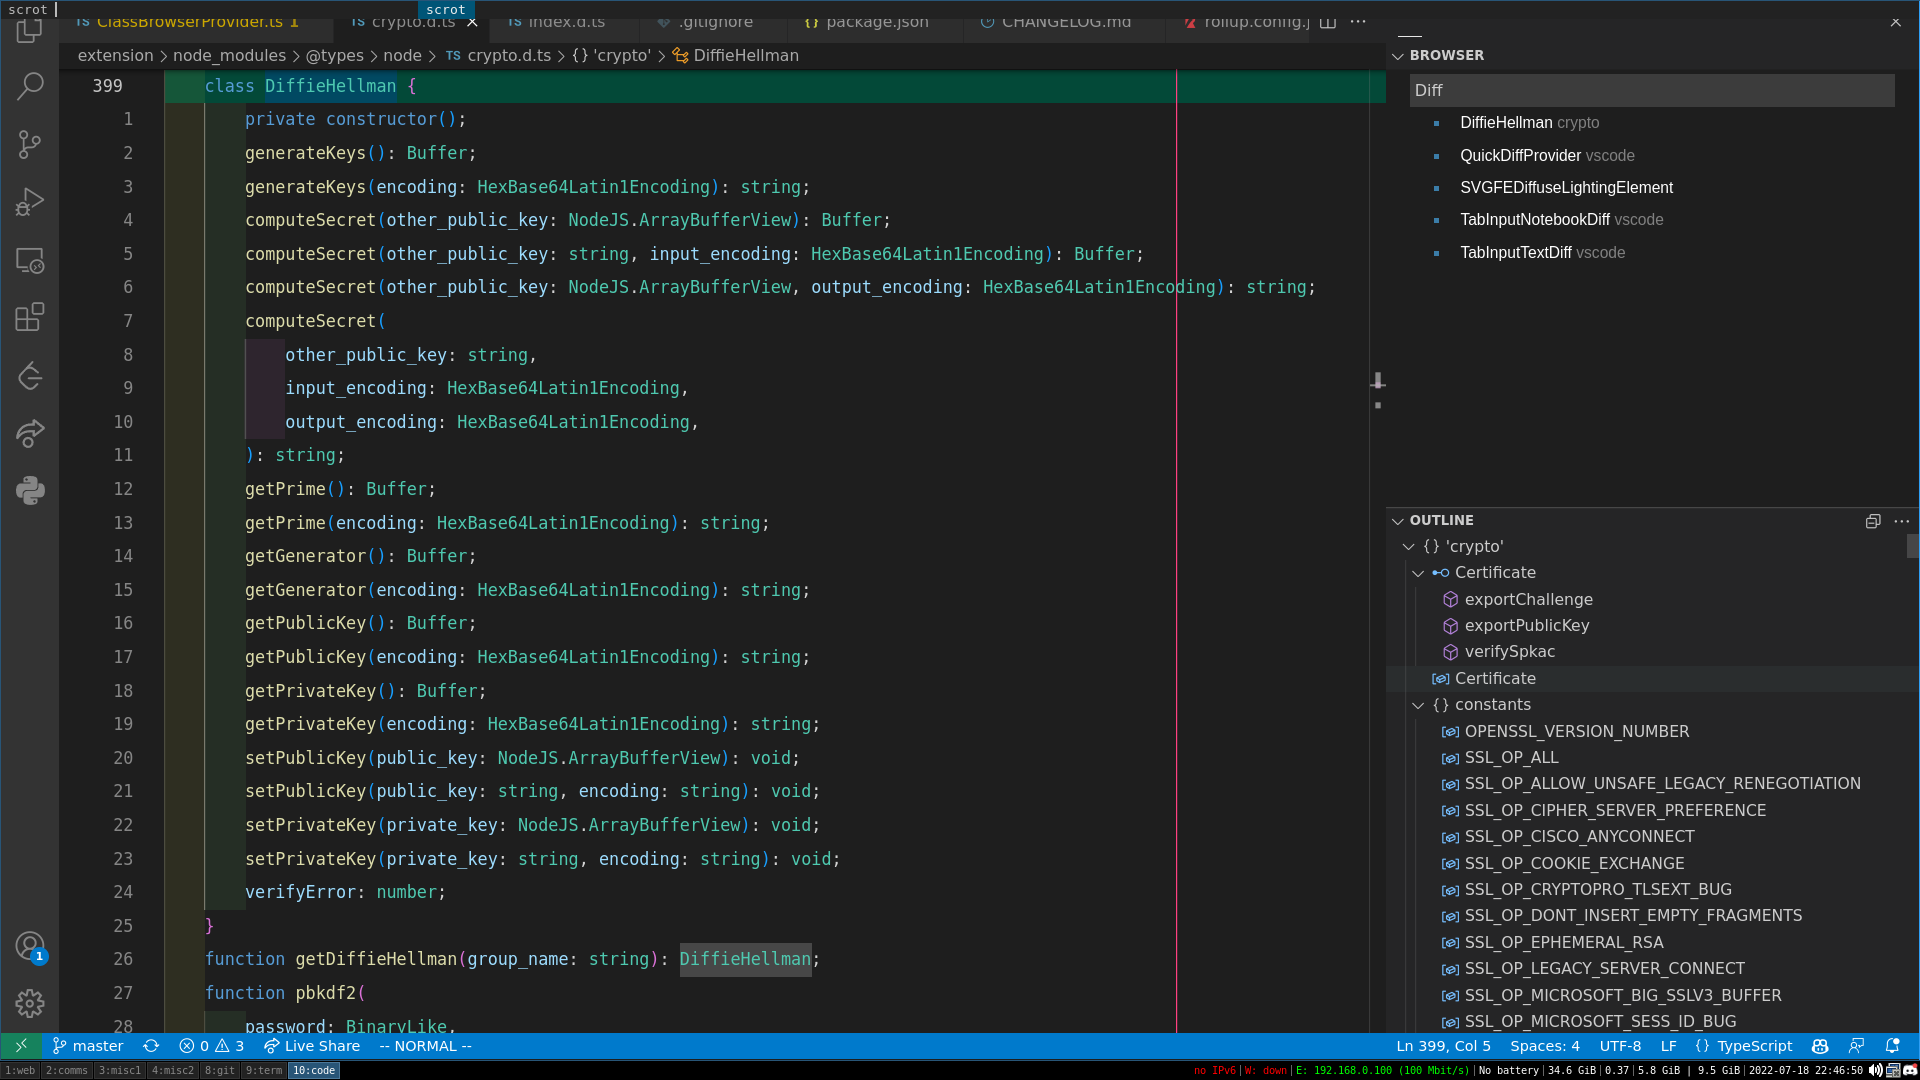 scrot
scrot
TS ClassBrowserProvider.ts 1
TS crypto.d.ts
TS index.d.ts
.gitignore
{} package.json
CHANGELOG.md
rollup.config.j
extension > node_modules > @types > node > TS crypto.d.ts > {} 'crypto' > DiffieHellman
399 class DiffieHellman {
1 private constructor();
2 generateKeys(): Buffer;
3 generateKeys(encoding: HexBase64Latin1Encoding): string;
4 computeSecret(other_public_key: NodeJS.ArrayBufferView): Buffer;
5 computeSecret(other_public_key: string, input_encoding: HexBase64Latin1Encoding): Buffer;
6 computeSecret(other_public_key: NodeJS.ArrayBufferView, output_encoding: HexBase64Latin1Encoding): string;
7 computeSecret(
8 other_public_key: string,
9 input_encoding: HexBase64Latin1Encoding,
10 output_encoding: HexBase64Latin1Encoding,
11 ): string;
12 getPrime(): Buffer;
13 getPrime(encoding: HexBase64Latin1Encoding): string;
14 getGenerator(): Buffer;
15 getGenerator(encoding: HexBase64Latin1Encoding): string;
16 getPublicKey(): Buffer;
17 getPublicKey(encoding: HexBase64Latin1Encoding): string;
18 getPrivateKey(): Buffer;
19 getPrivateKey(encoding: HexBase64Latin1Encoding): string;
20 setPublicKey(public_key: NodeJS.ArrayBufferView): void;
21 setPublicKey(public_key: string, encoding: string): void;
22 setPrivateKey(private_key: NodeJS.ArrayBufferView): void;
23 setPrivateKey(private_key: string, encoding: string): void;
24 verifyError: number;
25 }
26 function getDiffieHellman(group_name: string): DiffieHellman;
27 function pbkdf2(
28 password: BinaryLike,
BROWSER
Diff
DiffieHellman crypto
QuickDiffProvider vscode
SVGFEDiffuseLightingElement
TabInputNotebookDiff vscode
TabInputTextDiff vscode
OUTLINE
{} 'crypto'
Certificate
exportChallenge
exportPublicKey
verifySpkac
Certificate
{} constants
OPENSSL_VERSION_NUMBER
SSL_OP_ALL
SSL_OP_ALLOW_UNSAFE_LEGACY_RENEGOTIATION
SSL_OP_CIPHER_SERVER_PREFERENCE
SSL_OP_CISCO_ANYCONNECT
SSL_OP_COOKIE_EXCHANGE
SSL_OP_CRYPTOPRO_TLSEXT_BUG
SSL_OP_DONT_INSERT_EMPTY_FRAGMENTS
SSL_OP_EPHEMERAL_RSA
SSL_OP_LEGACY_SERVER_CONNECT
SSL_OP_MICROSOFT_BIG_SSLV3_BUFFER
SSL_OP_MICROSOFT_SESS_ID_BUG
1
master 0 3 Live Share -- NORMAL -- Ln 399, Col 5 Spaces: 4 UTF-8 LF {} TypeScript
1:web 2:comms 3:misc1 4:misc2 8:git 9:term 10:code no IPv6|W: down|E: 192.168.0.100 (100 Mbit/s)|No battery|34.6 GiB|0.37|5.8 GiB | 9.5 GiB|2022-07-18 22:46:50